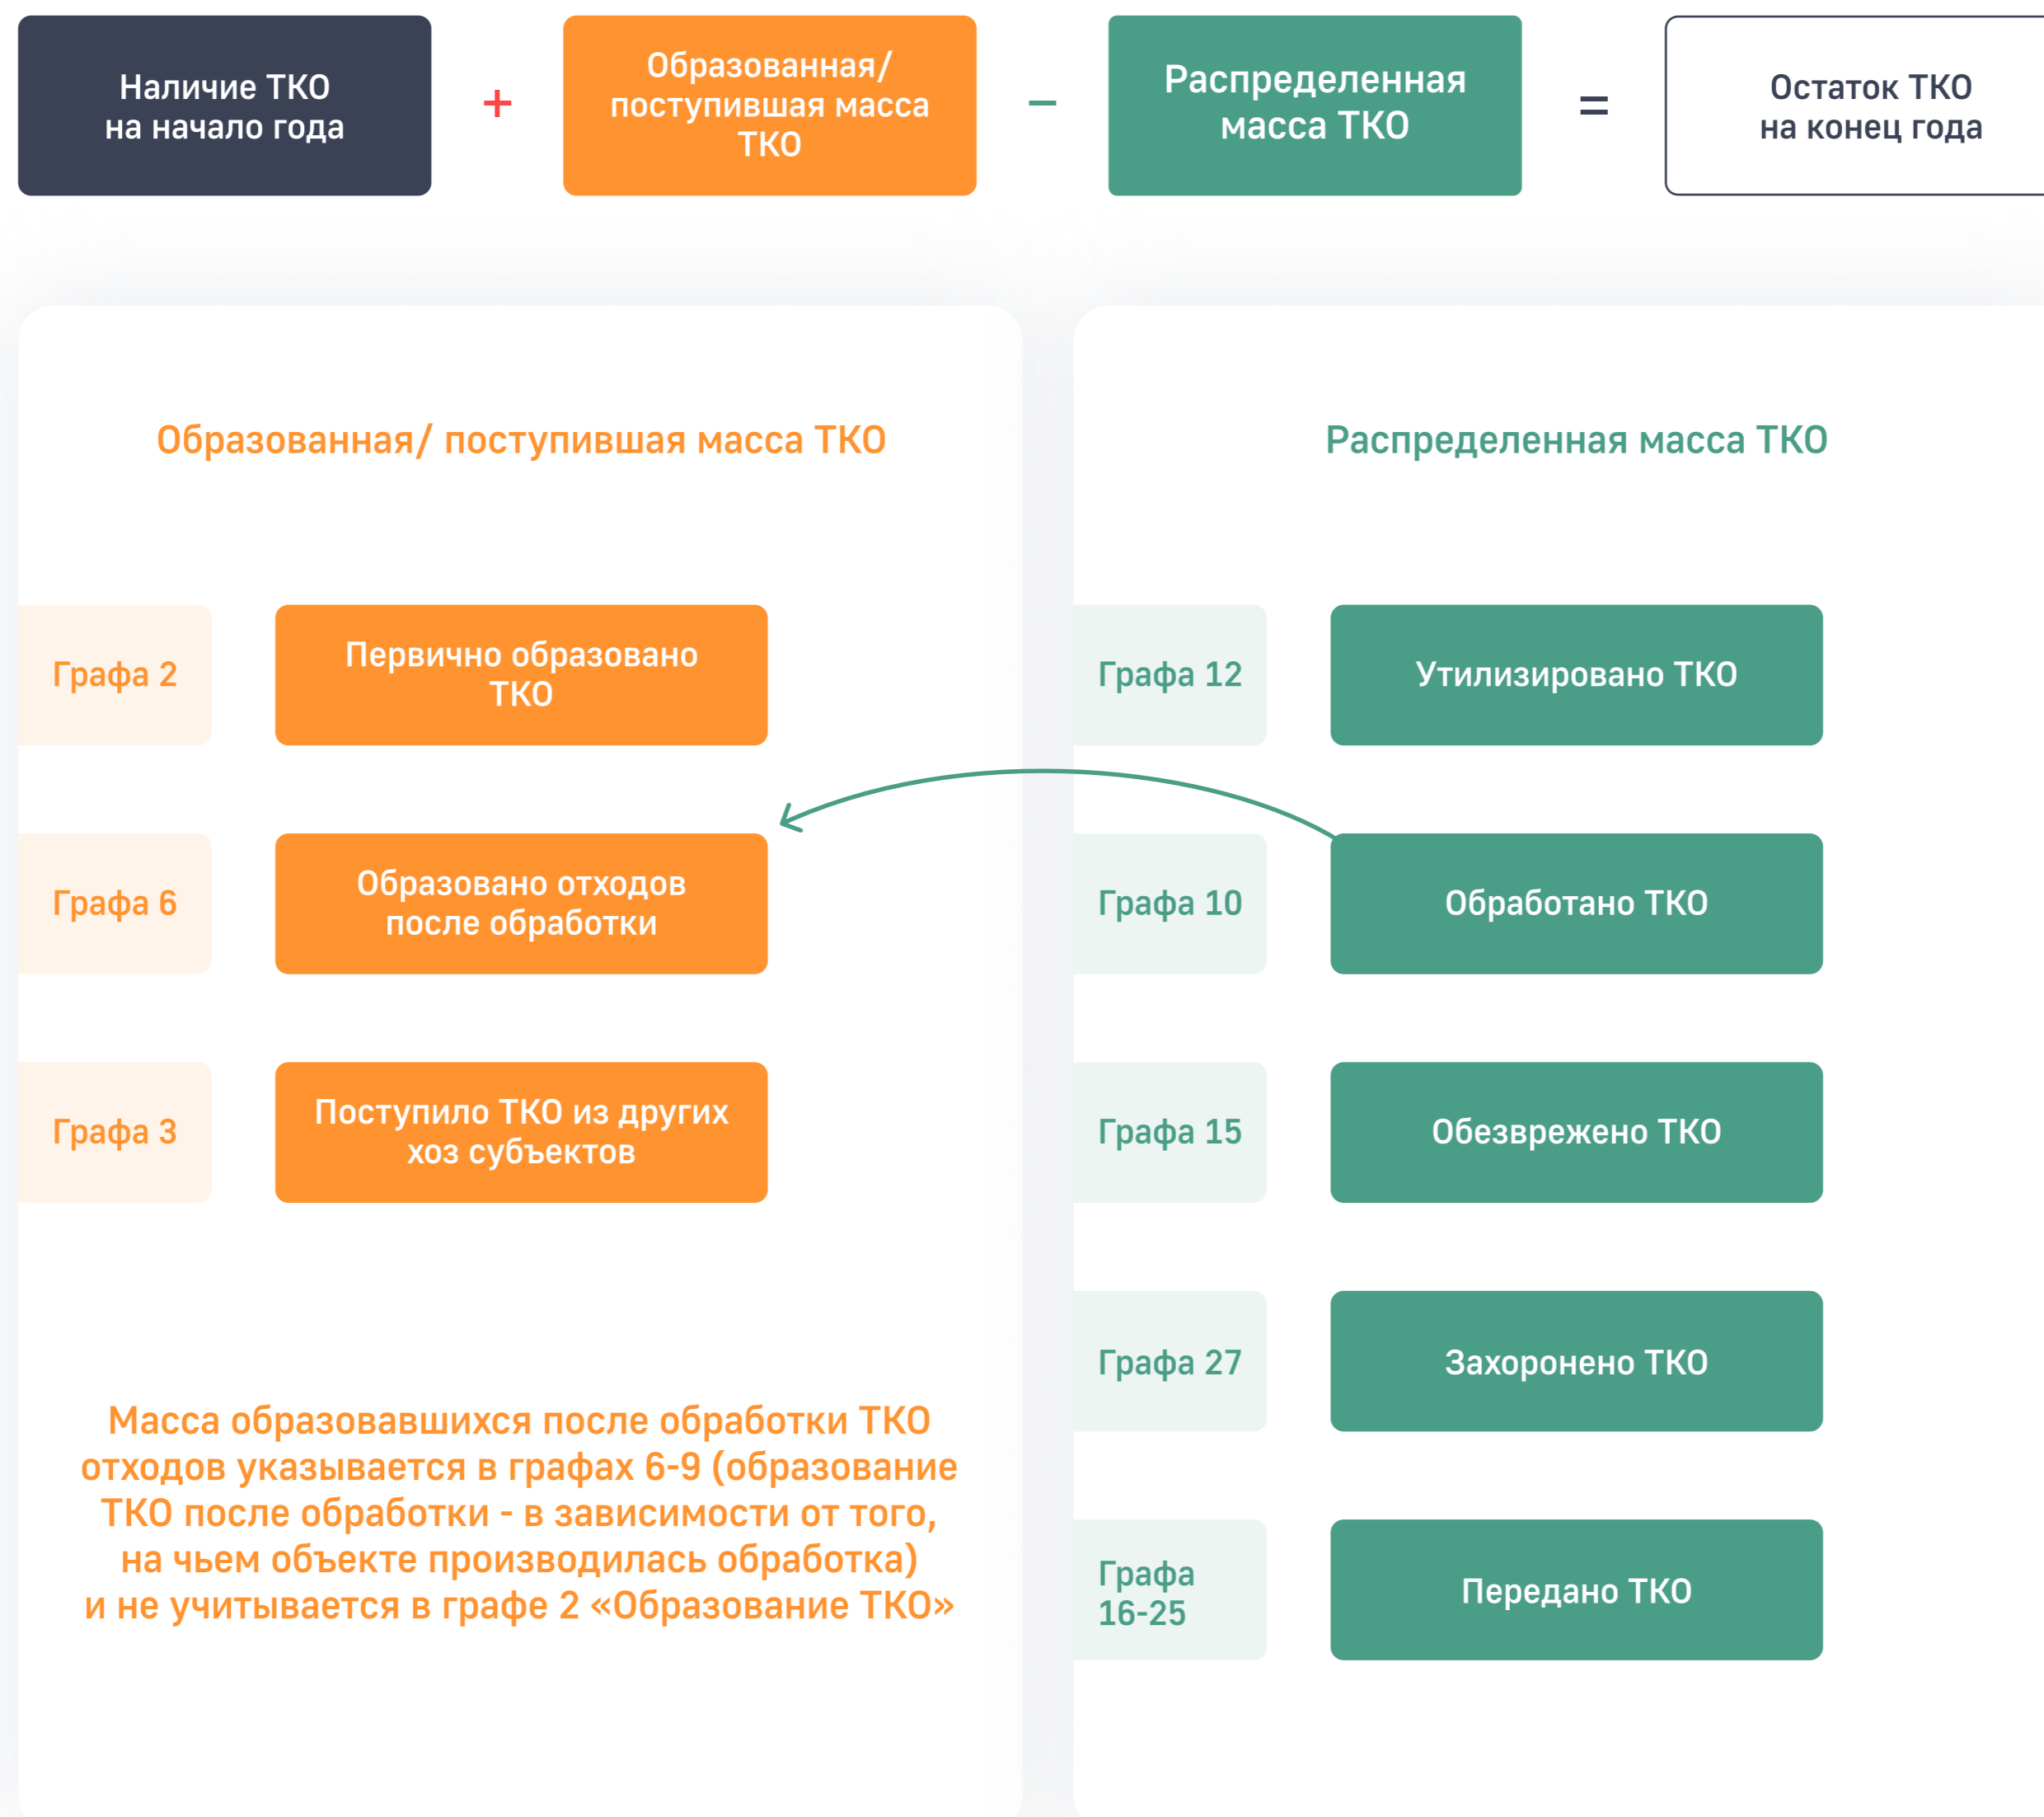 Наличие ТКО
на начало года
+
Образованная/
поступившая масса
ТКО
−
Распределенная
масса ТКО
=
Остаток ТКО
на конец года
Образованная/ поступившая масса ТКО
Графа 2
Первично образовано
ТКО
Графа 6
Образовано отходов
после обработки
Графа 3
Поступило ТКО из других
хоз субъектов
Масса образовавшихся после обработки ТКО
отходов указывается в графах 6-9 (образование
ТКО после обработки - в зависимости от того,
на чьем объекте производилась обработка)
и не учитывается в графе 2 «Образование ТКО»
Распределенная масса ТКО
Графа 12
Утилизировано ТКО
Графа 10
Обработано ТКО
Графа 15
Обезврежено ТКО
Графа 27
Захоронено ТКО
Графа
16-25
Передано ТКО